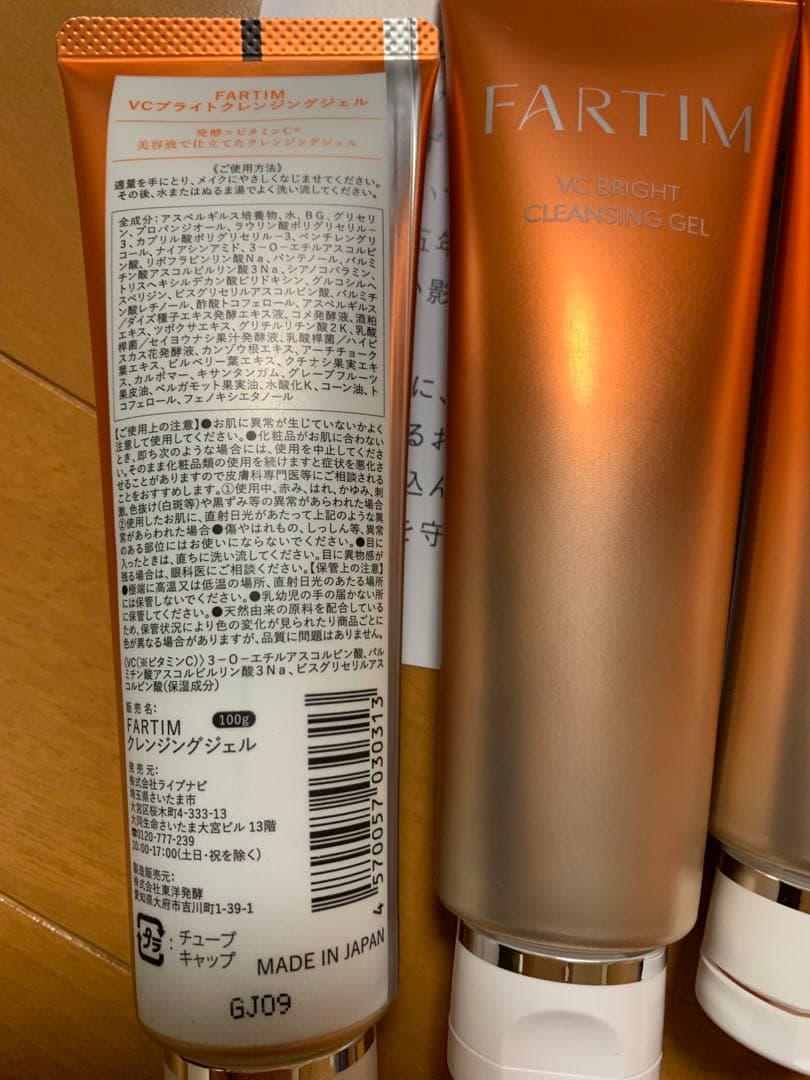 FARTIM
VCブライトクレンジングジェル
発酵×ビタミンC※
美容液で仕立てたクレンジングジェル
《ご使用方法》
適量を手にとり、メイクにやさしくなじませてください。
その後、水またはぬるま湯でよく洗い流してください。
全成分：アスペルギルス培養物、水、BG、グリセリ
ン、プロパンジオール、ラウリン酸ポリグリセリル－
3、カプリル酸ポリグリセリル－3、ペンチレングリ
コール、ナイアシンアミド、3－O－エチルアスコルビ
ン酸、リボフラビンリン酸Na、パンテノール、パルミ
チン酸アスコルビルリン酸3Na、シアノコバラミン、
トリスヘキシルデカン酸ピリドキシン、グルコシルヘ
スペリジン、ビスグリセリルアスコルビン酸、パルミチ
ン酸レチノール、酢酸トコフェロール、アスペルギルス
／ダイズ種子エキス発酵エキス液、コメ発酵液、酒粕
エキス、ツボクサエキス、グリチルリチン酸2K、乳酸
桿菌／セイヨウナシ果汁発酵液、乳酸桿菌／ハイビ
スカス花発酵液、カンゾウ根エキス、アーチチョーク
葉エキス、ビルベリー葉エキス、クチナシ果実エキ
ス、カルボマー、キサンタンガム、グレープフルーツ
果皮油、ベルガモット果実油、水酸化K、コーン油、ト
コフェロール、フェノキシエタノール
【ご使用上の注意】●お肌に異常が生じていないかよく
注意して使用してください。●化粧品がお肌に合わない
とき、即ち次のような場合には、使用を中止してくださ
い。そのまま化粧品類の使用を続けますと症状を悪化さ
せることがありますので皮膚科専門医等にご相談される
ことをおすすめします。①使用中、赤み、はれ、かゆみ、刺
激、色抜け(白斑等)や黒ずみ等の異常があらわれた場合
②使用したお肌に、直射日光があたって上記のような異
常があらわれた場合●傷やはれもの、しっしん等、異常
のある部位にはお使いにならないでください。●目に
入ったときは、直ちに洗い流してください。目に異物感が
残る場合は、眼科医にご相談ください。【保管上の注意】
●極端に高温又は低温の場所、直射日光のあたる場所
には保管しないでください。●乳幼児の手の届かない所
に保管してください。●天然由来の原料を配合している
ため、保管状況により色の変化が見られたり商品ごとに
色が異なる場合がありますが、品質に問題はありません。
〈VC(※ビタミンC)〉3－O－エチルアスコルビン酸、パル
ミチン酸アスコルビルリン酸3Na、ビスグリセリルアス
コルビン酸(保湿成分)
販売名：
FARTIM 100g
クレンジングジェル
発売元：
株式会社ライブナビ
埼玉県さいたま市
大宮区桜木町4-333-13
大同生命さいたま大宮ビル 13階
☎0120-777-239
10:00-17:00(土日・祝を除く)
製造販売元：
株式会社東洋発酵
愛知県大府市吉川町1-39-1
4 570057 030313
プラ：チューブ
キャップ
MADE IN JAPAN
GJ09
FARTIM
VC BRIGHT
CLEANSING GEL